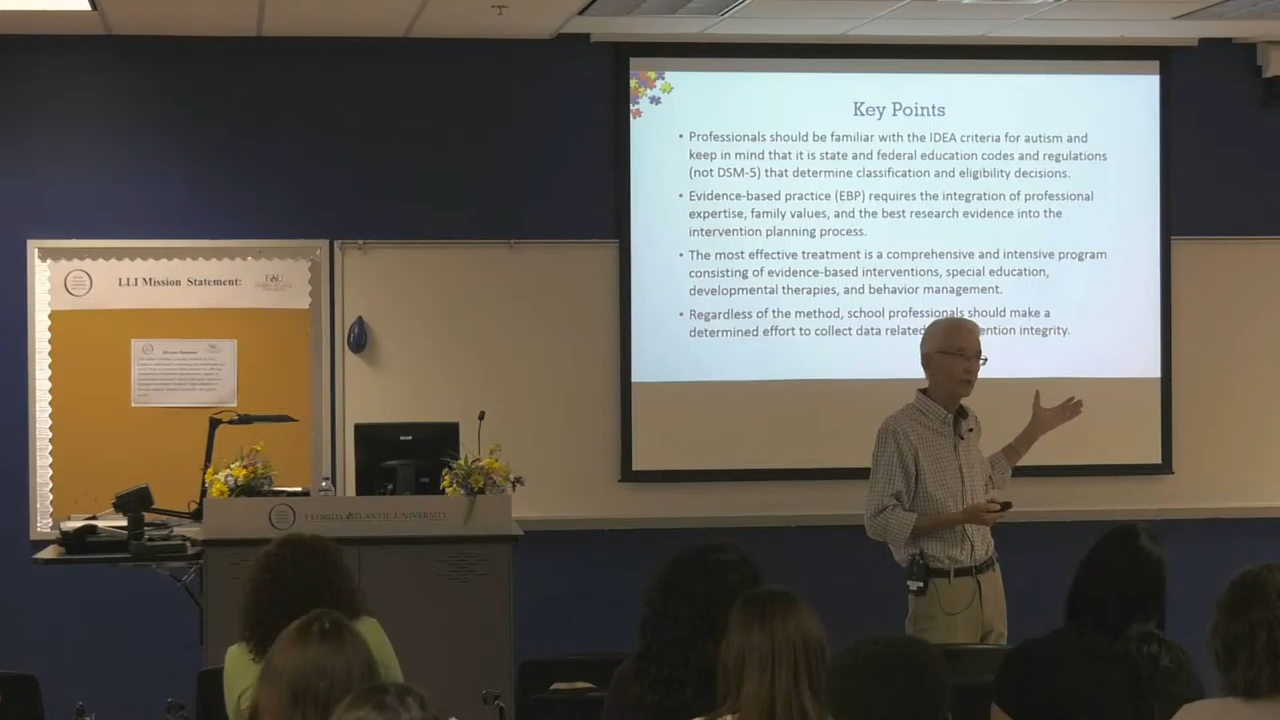 Key Points
• Professionals should be familiar with the IDEA criteria for autism and
keep in mind that it is state and federal education codes and regulations
(not DSM-5) that determine classification and eligibility decisions.
• Evidence-based practice (EBP) requires the integration of professional
expertise, family values, and the best research evidence into the
intervention planning process.
• The most effective treatment is a comprehensive and intensive program
consisting of evidence-based interventions, special education,
developmental therapies, and behavior management.
• Regardless of the method, school professionals should make a
determined effort to collect data related ention integrity.
LLI Mission Statement:
FAU
Mission Statement
FLORIDA ATLANTIC UNIVERSITY